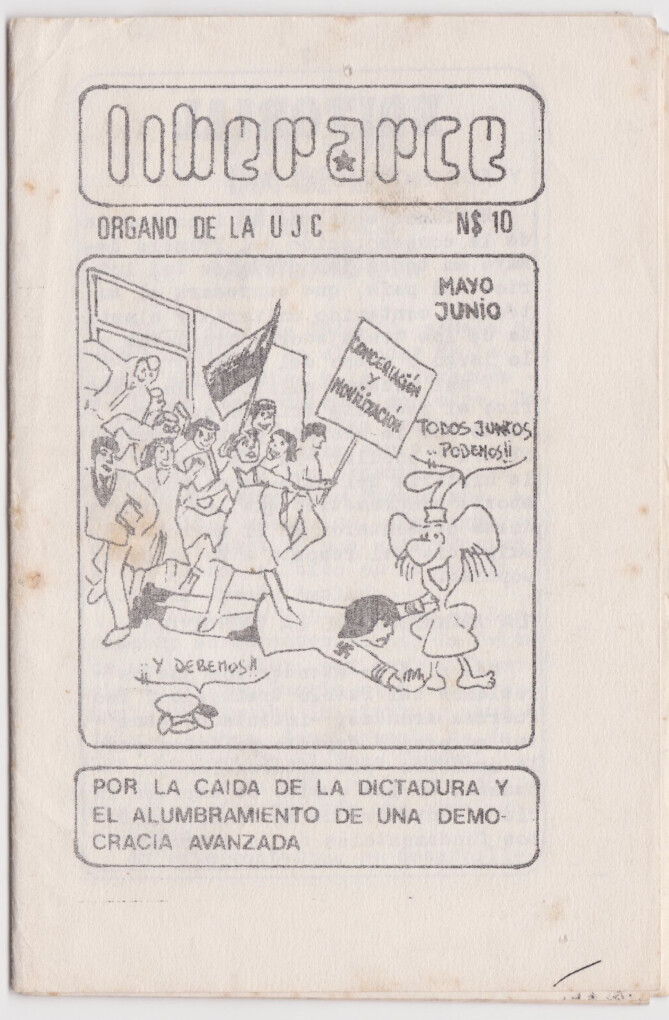 liberarce
ORGANO DE LA U J C N$ 10
MAYO
JUNIO
CONCERTACIÓN
Y
MOVILIZACIÓN
TODOS JUNTOS
¡¡PODEMOS!!
¡¡Y DEBEMOS!!
POR LA CAIDA DE LA DICTADURA Y
EL ALUMBRAMIENTO DE UNA DEMO-
CRACIA AVANZADA